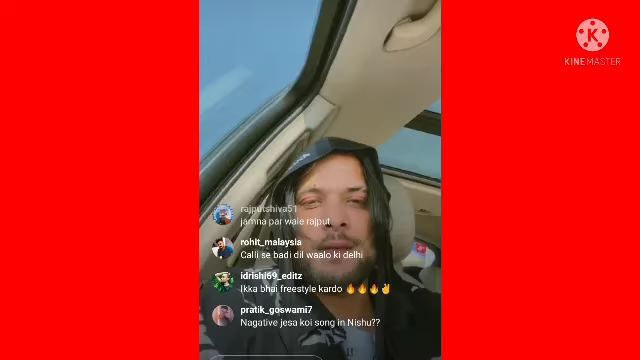 KINEMASTER
rajputshiva51
jamna par wale rajput
rohit_malaysia
Calli se badi dil waalo ki delhi
idrishi69_editz
Ikka bhai freestyle kardo 🔥🔥🔥✌
pratik_goswami7
Nagative jesa koi song in Nishu??